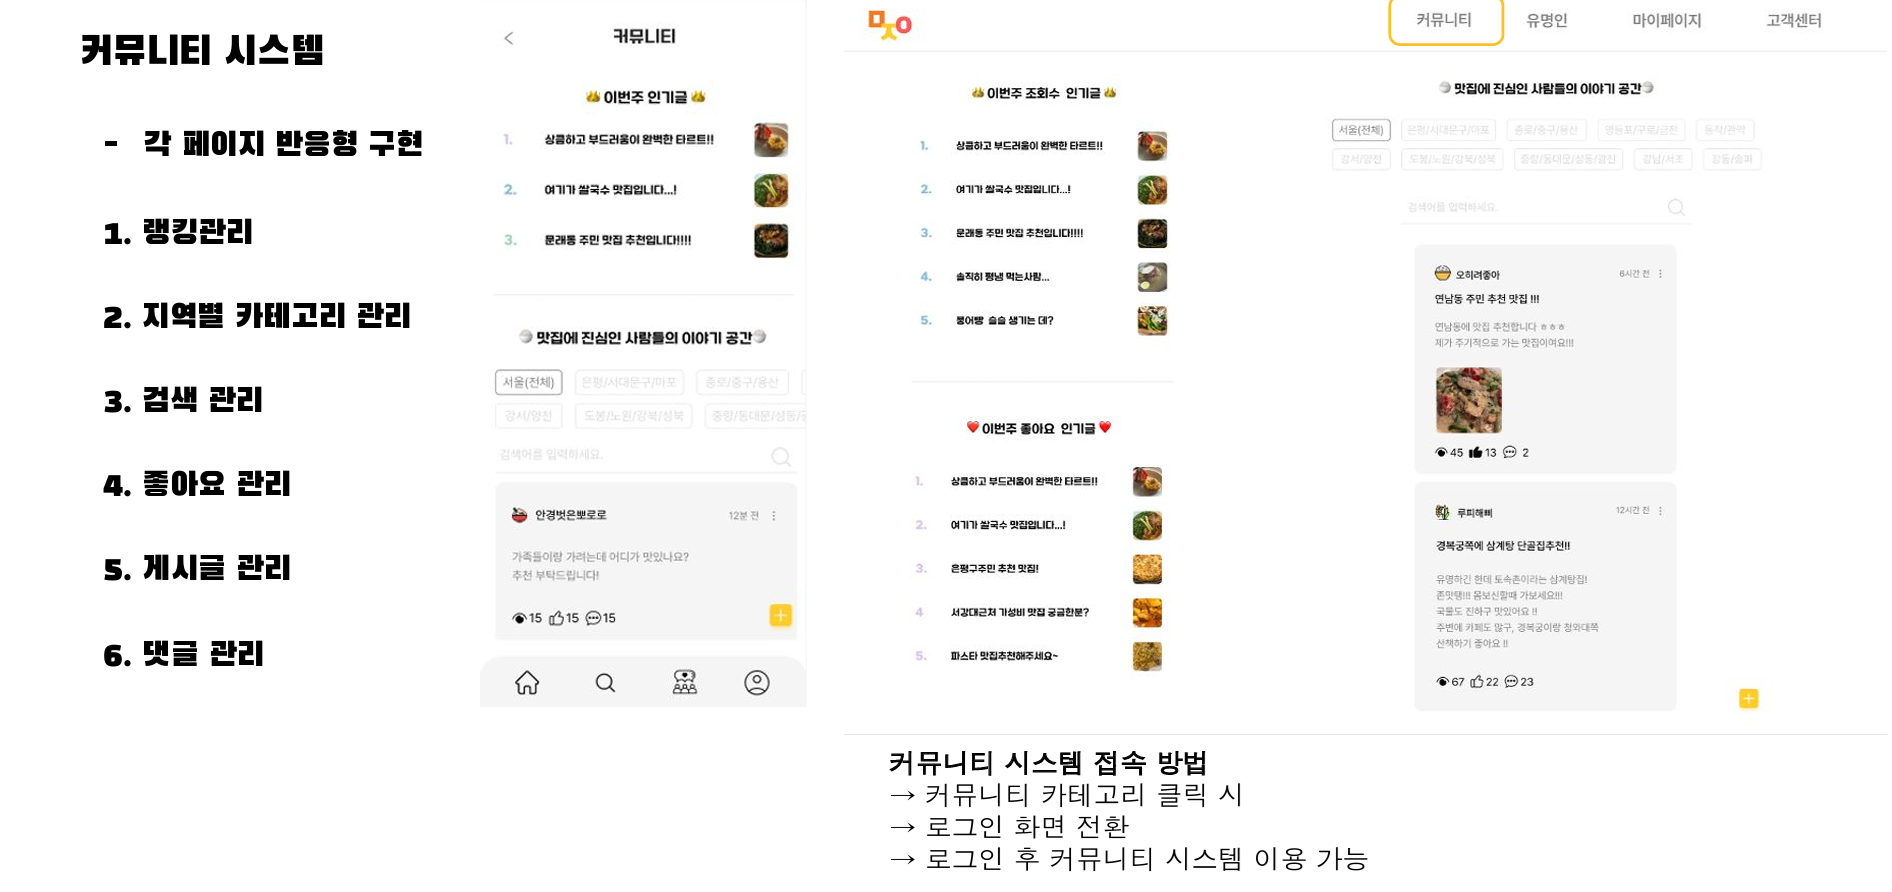 커뮤니티 시스템
- 각 페이지 반응형 구현
1. 랭킹관리
2. 지역별 카테고리 관리
3. 검색 관리
4. 좋아요 관리
5. 게시글 관리
6. 댓글 관리
커뮤니티
이번주 인기글
1. 상큼하고 부드러움이 완벽한 타르트!!
2. 여기가 쌀국수 맛집입니다...!
3. 문래동 주민 맛집 추천입니다!!!!
맛집에 진심인 사람들의 이야기 공간
서울(전체) 은평/서대문구/마포 종로/중구/용산
강서/양천 도봉/노원/강북/성북 중랑/동대문/성동/광
검색어를 입력하세요.
안경벗은뽀로로 12분 전
가족들이랑 가려는데 어디가 맛있나요?
추천 부탁드립니다!
15 15 15
맛o
커뮤니티 유명인 마이페이지 고객센터
이번주 조회수 인기글
1. 상큼하고 부드러움이 완벽한 타르트!!
2. 여기가 쌀국수 맛집입니다...!
3. 문래동 주민 맛집 추천입니다!!!!
4. 솔직히 평냉 먹는사람...
5. 붕어빵 슬슬 생기는 데?
이번주 좋아요 인기글
1. 상큼하고 부드러움이 완벽한 타르트!!
2. 여기가 쌀국수 맛집입니다...!
3. 은평구주민 추천 맛집!
4 서강대근처 가성비 맛집 궁금한분?
5. 파스타 맛집추천해주세요~
맛집에 진심인 사람들의 이야기 공간
서울(전체) 은평/서대문구/마포 종로/중구/용산 영등포/구로/금천 동작/관악
강서/양천 도봉/노원/강북/성북 중랑/동대문/성동/광진 강남/서초 강동/송파
검색어를 입력하세요.
오히려좋아 6시간 전
연남동 주민 추천 맛집 !!!
연남동에 맛집 추천합니다 ㅎㅎㅎ
제가 주기적으로 가는 맛집이여요!!!
45 13 2
루피해삐 12시간 전
경복궁쪽에 삼계탕 단골집추천!!
유명하긴 한데 토속촌이라는 삼계탕집!
존맛탱!!! 몸보신할때 가보세요!!!
국물도 진하구 맛있어요 !!
주변에 카페도 많구, 경복궁이랑 청와대쪽
산책하기 좋아요 !!
67 22 23
커뮤니티 시스템 접속 방법
→ 커뮤니티 카테고리 클릭 시
→ 로그인 화면 전환
→ 로그인 후 커뮤니티 시스템 이용 가능